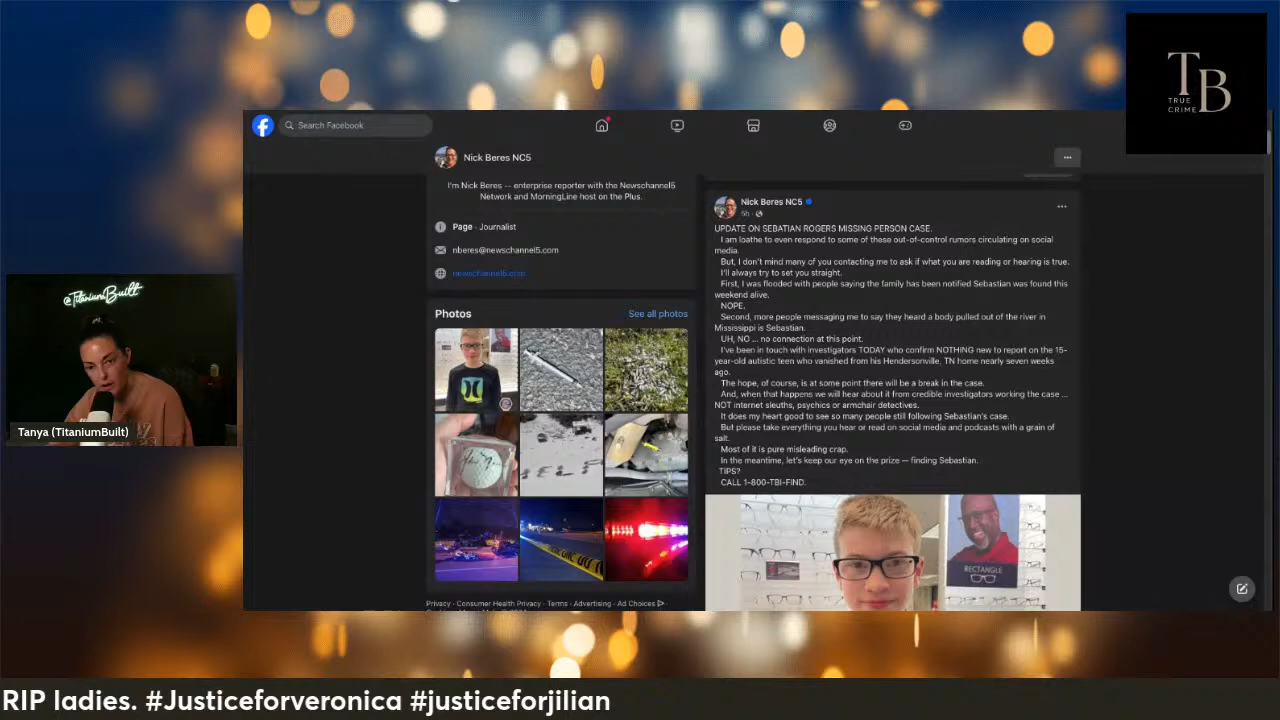 TB
TRUE
CRIME
Search Facebook
Nick Beres NC5
I'm Nick Beres -- enterprise reporter with the Newschannel5
Network and MorningLine host on the Plus.
Page · Journalist
nberes@newschannel5.com
newschannel5.com
Photos
See all photos
Privacy · Consumer Health Privacy · Terms · Advertising · Ad Choices
Nick Beres NC5
5h
UPDATE ON SEBATIAN ROGERS MISSING PERSON CASE.
I am loathe to even respond to some of these out-of-control rumors circulating on social
media.
But, I don't mind many of you contacting me to ask if what you are reading or hearing is true.
I'll always try to set you straight.
First, I was flooded with people saying the family has been notified Sebastian was found this
weekend alive.
NOPE.
Second, more people messaging me to say they heard a body pulled out of the river in
Mississippi is Sebastian.
UH, NO ... no connection at this point.
I've been in touch with investigators TODAY who confirm NOTHING new to report on the 15-
year-old autistic teen who vanished from his Hendersonville, TN home nearly seven weeks
ago.
The hope, of course, is at some point there will be a break in the case.
And, when that happens we will hear about it from credible investigators working the case ...
NOT internet sleuths, psychics or armchair detectives.
It does my heart good to see so many people still following Sebastian's case.
But please take everything you hear or read on social media and podcasts with a grain of
salt.
Most of it is pure misleading crap.
In the meantime, let's keep our eye on the prize -- finding Sebastian.
TIPS?
CALL 1-800-TBI-FIND.
RECTANGLE
@TitaniumBuilt
Tanya (TitaniumBuilt)
RIP ladies. #Justiceforveronica #justiceforjilian